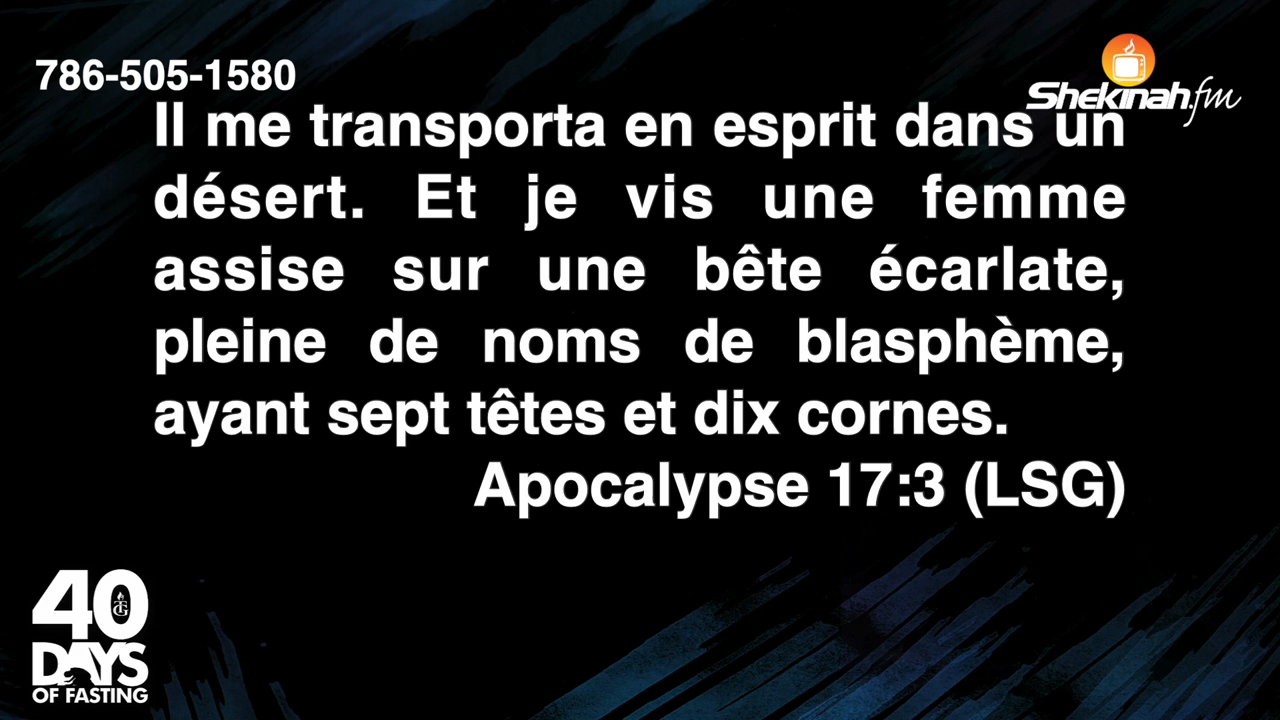 786-505-1580
Shekinah.fm
Il me transporta en esprit dans un
désert. Et je vis une femme
assise sur une bête écarlate,
pleine de noms de blasphème,
ayant sept têtes et dix cornes.
Apocalypse 17:3 (LSG)
40
DAYS
OF FASTING